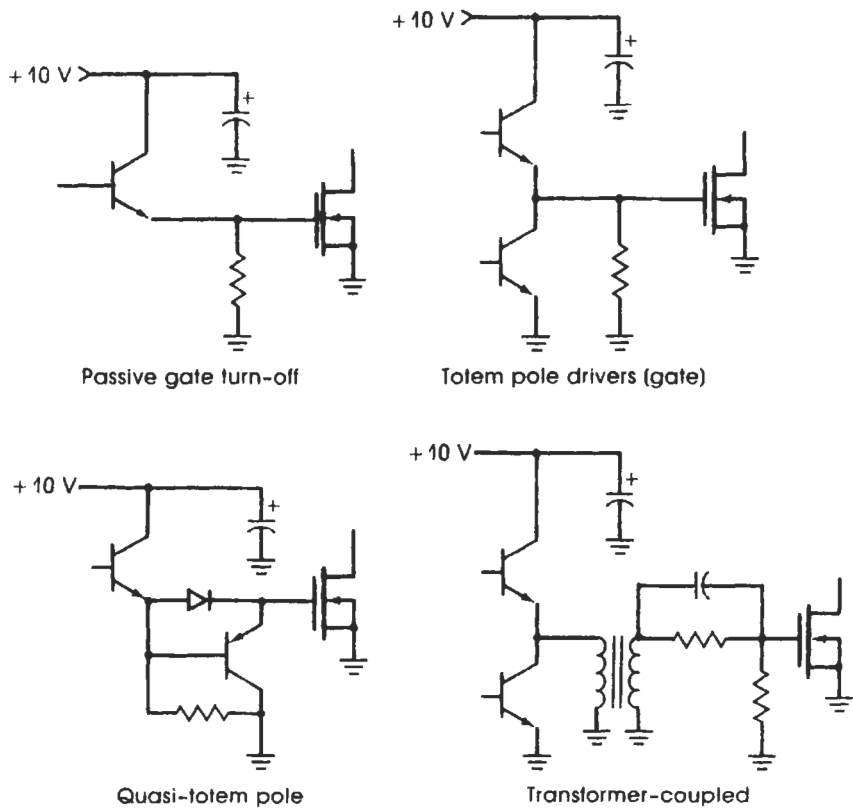 + 10 V
+
+ 10 V
+
Passive gate turn-off
Totem pole drivers (gate)
+ 10 V
+
+ 10 V
+
Quasi-totem pole
Transformer-coupled